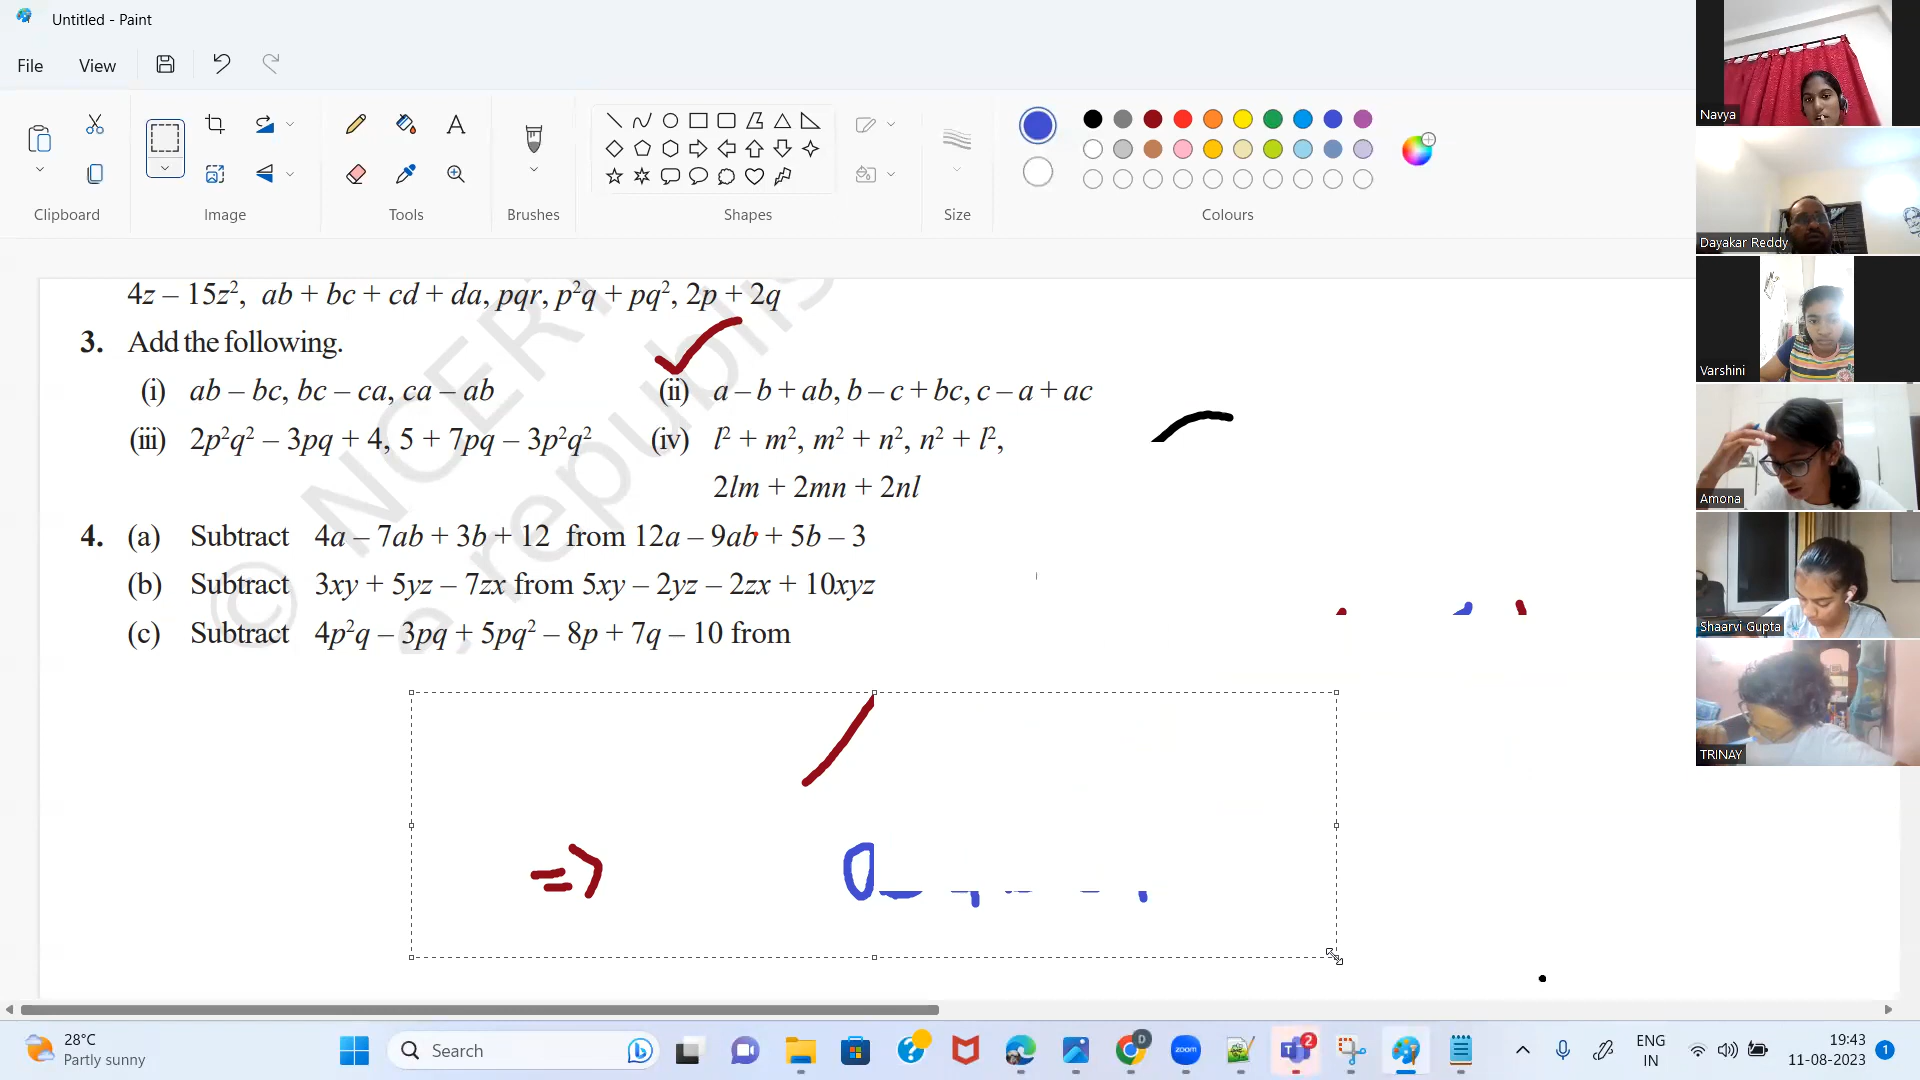 Untitled - Paint
File View
Clipboard Image Tools Brushes Shapes Size Colours
4z – 15z², ab + bc + cd + da, pqr, p²q + pq², 2p + 2q
3. Add the following.
(i) ab – bc, bc – ca, ca – ab (ii) a – b + ab, b – c + bc, c – a + ac
(iii) 2p²q² – 3pq + 4, 5 + 7pq – 3p²q² (iv) l² + m², m² + n², n² + l²,
2lm + 2mn + 2nl
4. (a) Subtract 4a – 7ab + 3b + 12 from 12a – 9ab + 5b – 3
(b) Subtract 3xy + 5yz – 7zx from 5xy – 2yz – 2zx + 10xyz
(c) Subtract 4p²q – 3pq + 5pq² – 8p + 7q – 10 from
© NCERT
republis
=>
Navya
Dayakar Reddy
Varshini
Amona
Shaarvi Gupta
TRINAY
28°C
Partly sunny
Search
D
zoom
2
ENG
IN
19:43
11-08-2023
1